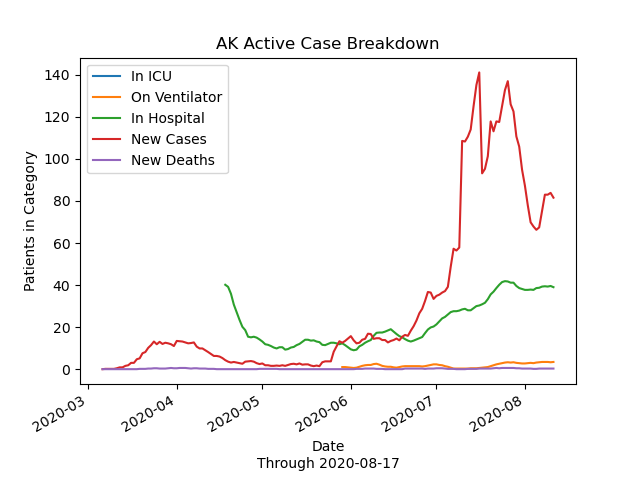 AK Active Case Breakdown
In ICU
On Ventilator
In Hospital
New Cases
New Deaths
Patients in Category
140
120
100
80
60
40
20
0
2020-03
2020-04
2020-05
2020-06
2020-07
2020-08
Date
Through 2020-08-17